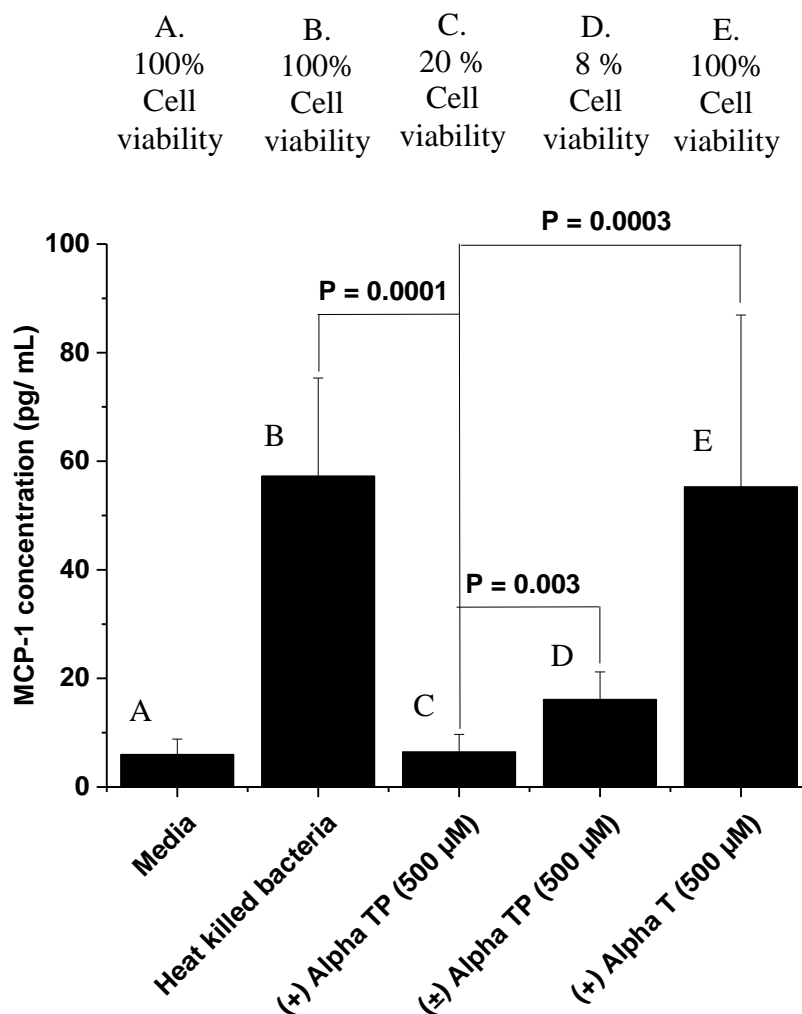 A.
100%
Cell
viability
B.
100%
Cell
viability
C.
20 %
Cell
viability
D.
8 %
Cell
viability
E.
100%
Cell
viability
P = 0.0003
P = 0.0001
P = 0.003
MCP-1 concentration (pg/ mL)
100
80
60
40
20
0
A
B
C
D
E
Media
Heat killed bacteria
(+) Alpha TP (500 µM)
(±) Alpha TP (500 µM)
(+) Alpha T (500 µM)